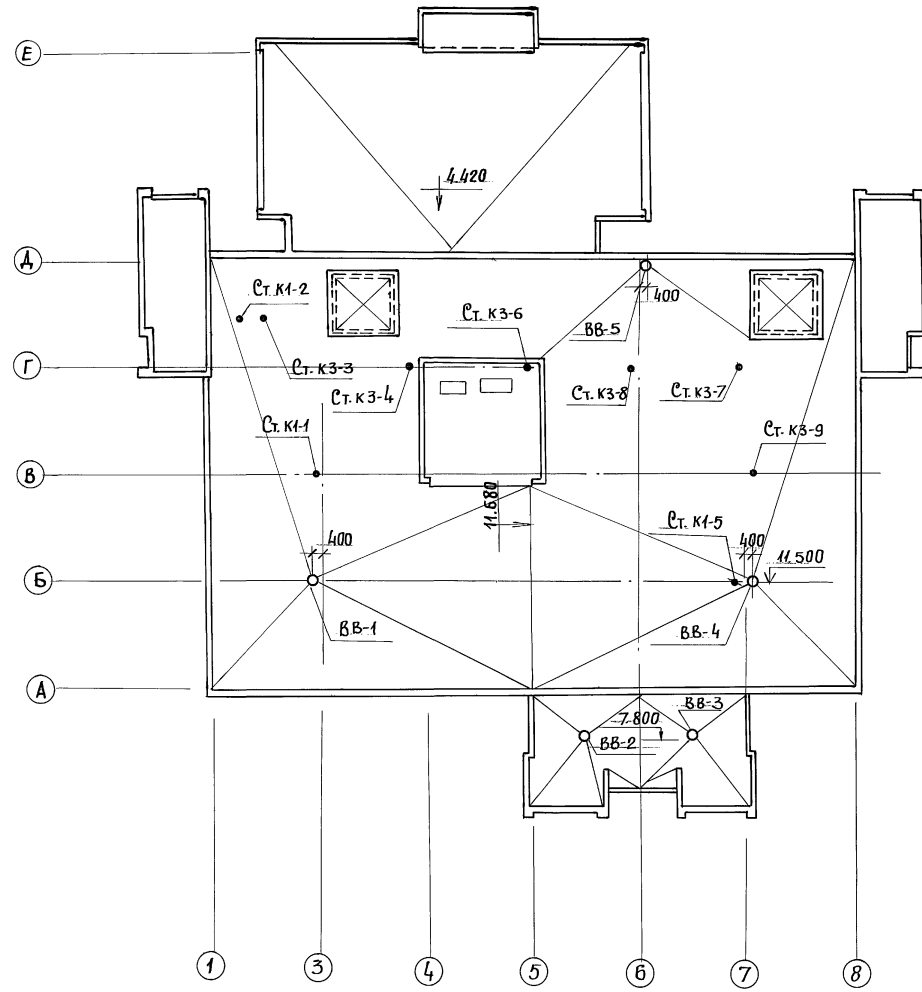 Е
4.420
Д
Ст. К1-2
400
Ст. К3-6
ВВ-5
Г
Ст. К3-3
Ст. К3-4
Ст. К3-8
Ст. К3-7
Ст. К1-1
Ст. К3-9
В
11.680
Ст. К1-5
400
400
11.500
Б
ВВ-1
ВВ-4
А
ВВ-3
7.800
ВВ-2
1
3
4
5
6
7
8